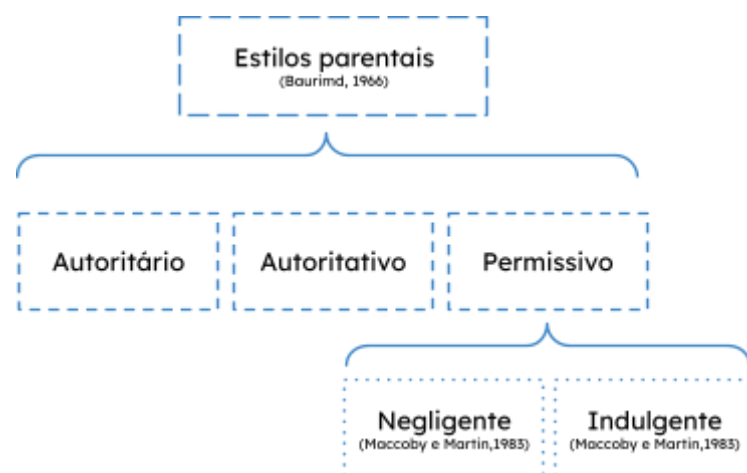 Estilos parentais
(Baurimd, 1966)
Autoritário
Autoritativo
Permissivo
Negligente
(Maccoby e Martin,1983)
Indulgente
(Maccoby e Martin,1983)